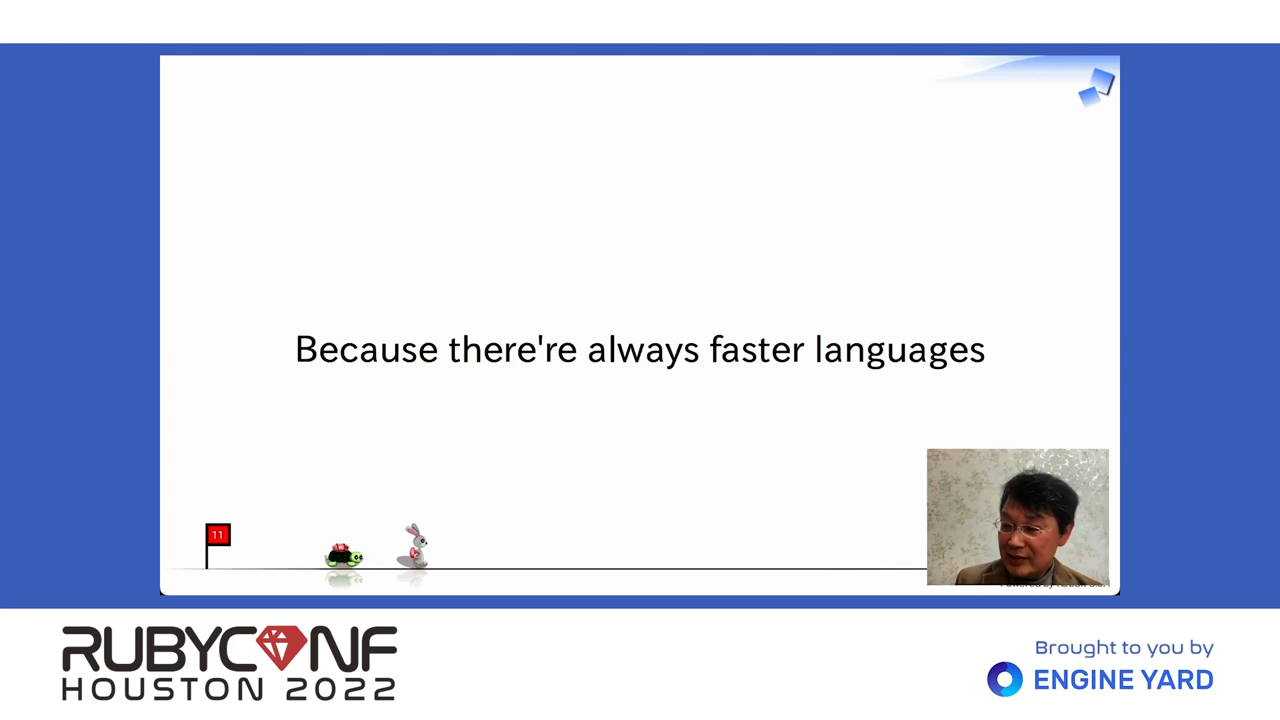 Because there're always faster languages
11
RUBYCONF
HOUSTON 2022
Brought to you by
ENGINE YARD